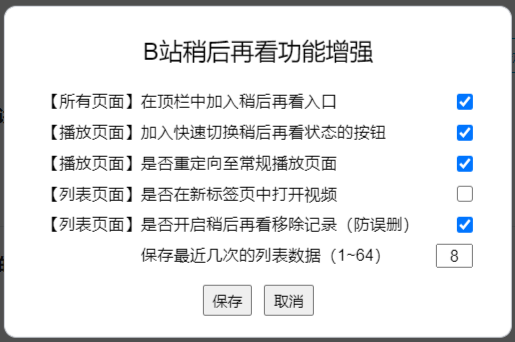 B站稍后再看功能增强
【所有页面】在顶栏中加入稍后再看入口
【播放页面】加入快速切换稍后再看状态的按钮
【播放页面】是否重定向至常规播放页面
【列表页面】是否在新标签页中打开视频
【列表页面】是否开启稍后再看移除记录（防误删）
保存最近几次的列表数据（1~64） 8
保存 取消